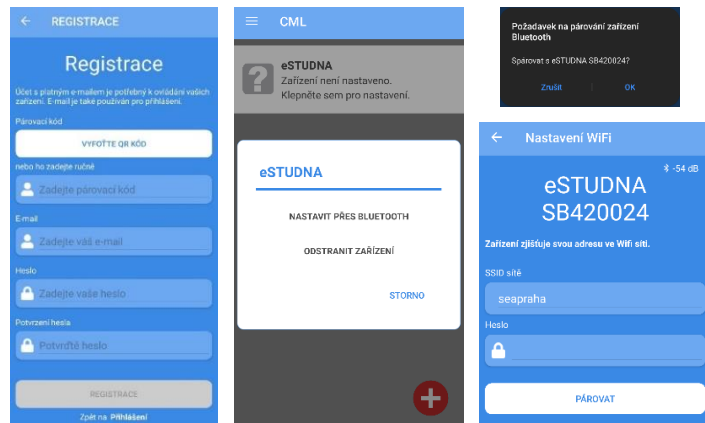 REGISTRACE
Registrace
Účet s platným e-mailem je potřebný k ovládání vašich
zařízení. E-mail je také používán pro přihlášení.
Párovací kód
VYFOŤTE QR KÓD
nebo ho zadejte ručně
Zadejte párovací kód
E-mail
Zadejte váš e-mail
Heslo
Zadejte vaše heslo
Potvrzení hesla
Potvrďtě heslo
REGISTRACE
Zpět na Přihlášení
CML
eSTUDNA
Zařízení není nastaveno.
Klepněte sem pro nastavení.
eSTUDNA
NASTAVIT PŘES BLUETOOTH
ODSTRANIT ZAŘÍZENÍ
STORNO
Požadavek na párování zařízení
Bluetooth
Spárovat s eSTUDNA SB420024?
Zrušit
OK
Nastavení WiFi
-54 dB
eSTUDNA
SB420024
Zařízení zjišťuje svou adresu ve Wifi síti.
SSID sítě
seapraha
Heslo
PÁROVAT